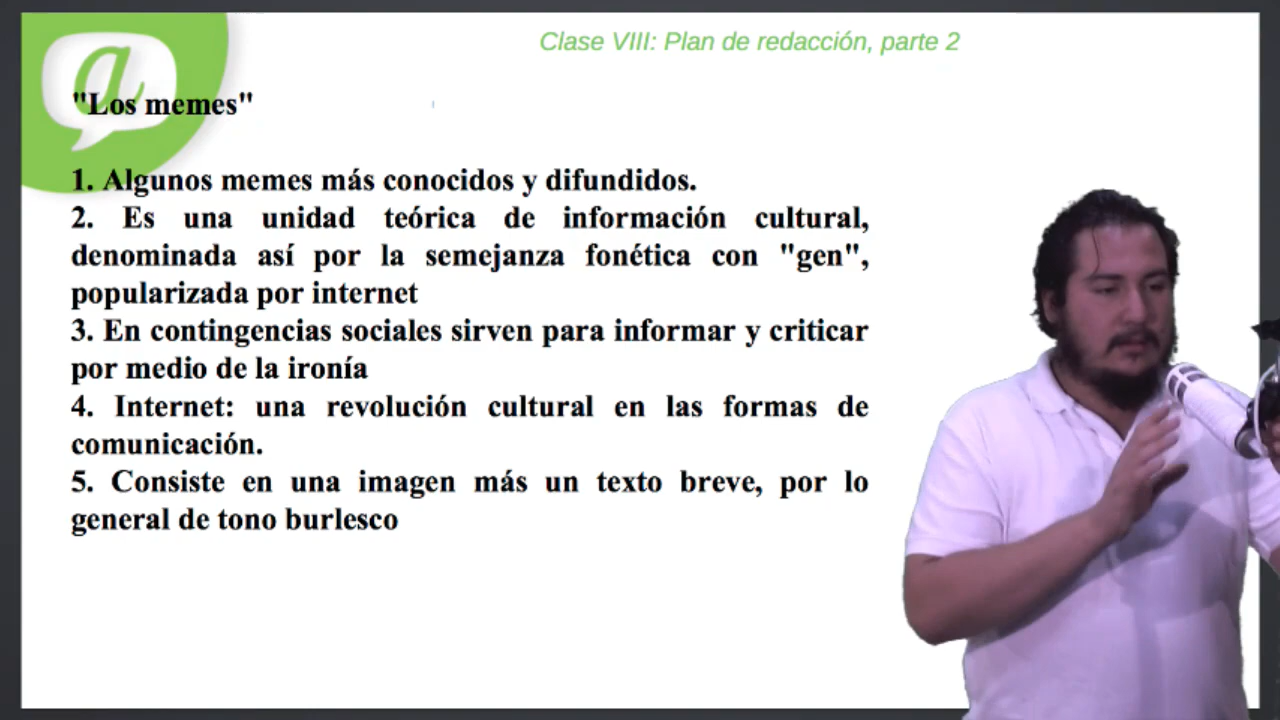 Clase VIII: Plan de redacción, parte 2
a
"Los memes"
1. Algunos memes más conocidos y difundidos.
2. Es una unidad teórica de información cultural,
denominada así por la semejanza fonética con "gen",
popularizada por internet
3. En contingencias sociales sirven para informar y criticar
por medio de la ironía
4. Internet: una revolución cultural en las formas de
comunicación.
5. Consiste en una imagen más un texto breve, por lo
general de tono burlesco